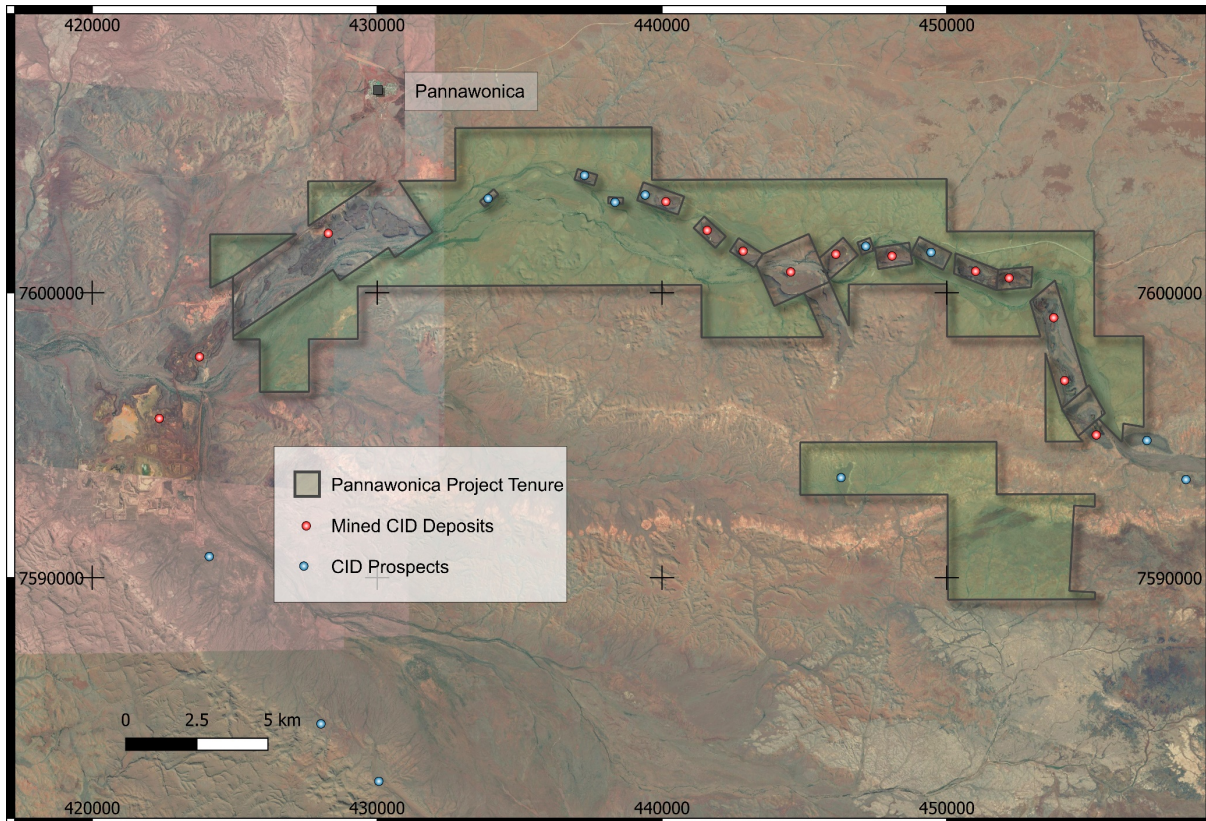 420000 430000 440000 450000
Pannawonica
7600000 7600000
Pannawonica Project Tenure
Mined CID Deposits
CID Prospects
7590000 7590000
0 2.5 5 km
420000 430000 440000 450000